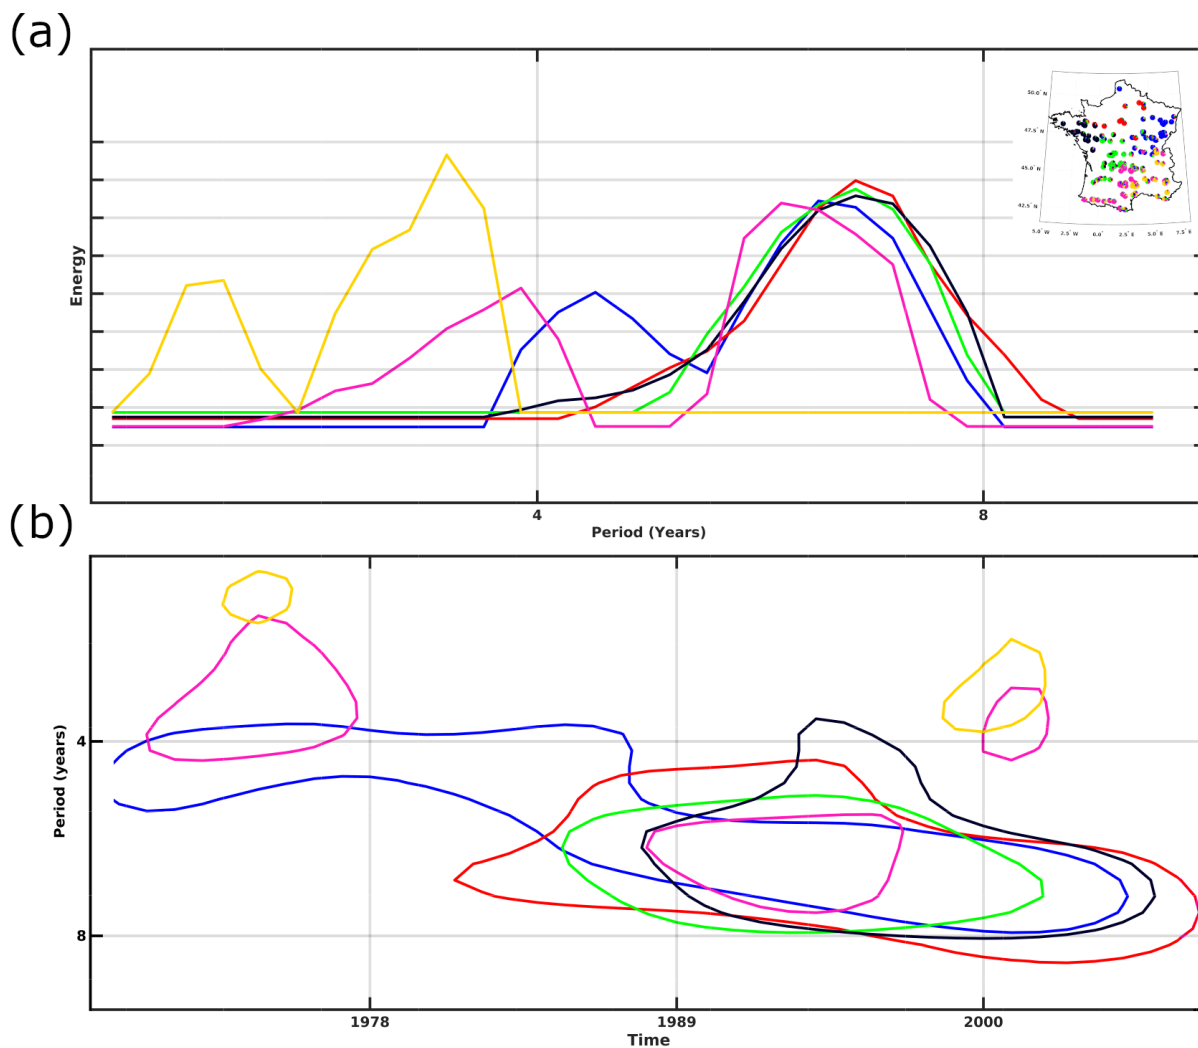 (a)
Energy
50.0° N
47.5° N
45.0° N
42.5° N
5.0° W 2.5° W 0.0° 2.5° E 5.0° E 7.5° E
4 8
Period (Years)
(b)
Period (years)
4
8
1978 1989 2000
Time